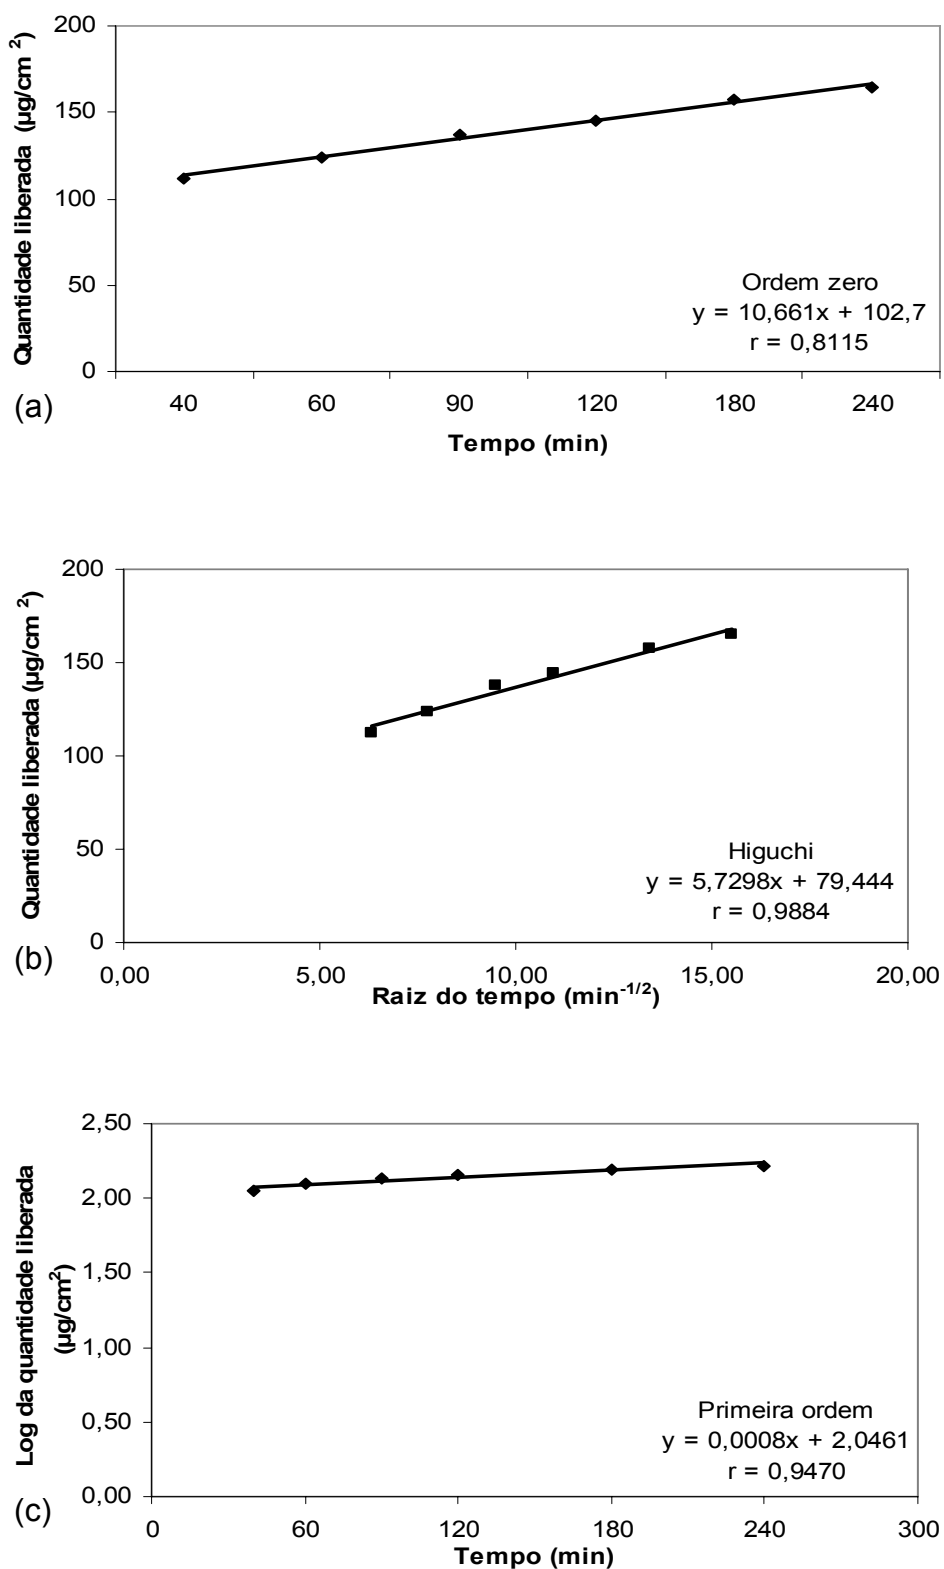 200
150
100
50
0
Quantidade liberada (µg/cm ²)
Ordem zero
y = 10,661x + 102,7
r = 0,8115
(a)
40 60 90 120 180 240
Tempo (min)
200
150
100
50
0
Quantidade liberada (µg/cm ²)
Higuchi
y = 5,7298x + 79,444
r = 0,9884
(b)
0,00 5,00 10,00 15,00 20,00
Raiz do tempo (min⁻¹/²)
2,50
2,00
1,50
1,00
0,50
0,00
Log da quantidade liberada
(µg/cm²)
Primeira ordem
y = 0,0008x + 2,0461
r = 0,9470
(c)
0 60 120 180 240 300
Tempo (min)